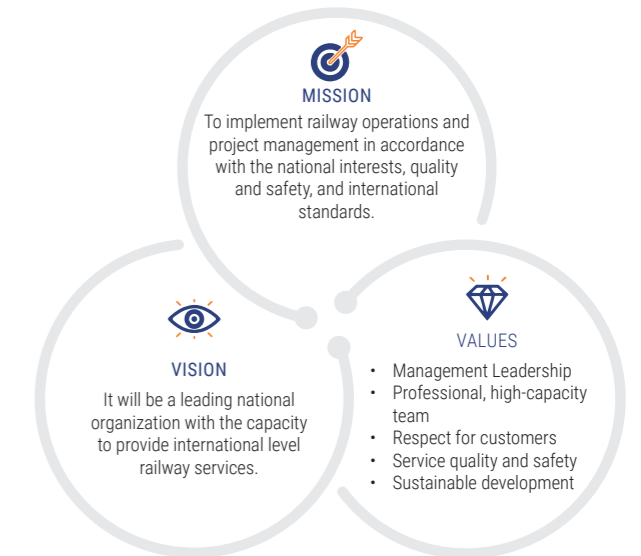 MISSION
To implement railway operations and
project management in accordance
with the national interests, quality
and safety, and international
standards.
VISION
It will be a leading national
organization with the capacity
to provide international level
railway services.
VALUES
• Management Leadership
• Professional, high-capacity
team
• Respect for customers
• Service quality and safety
• Sustainable development